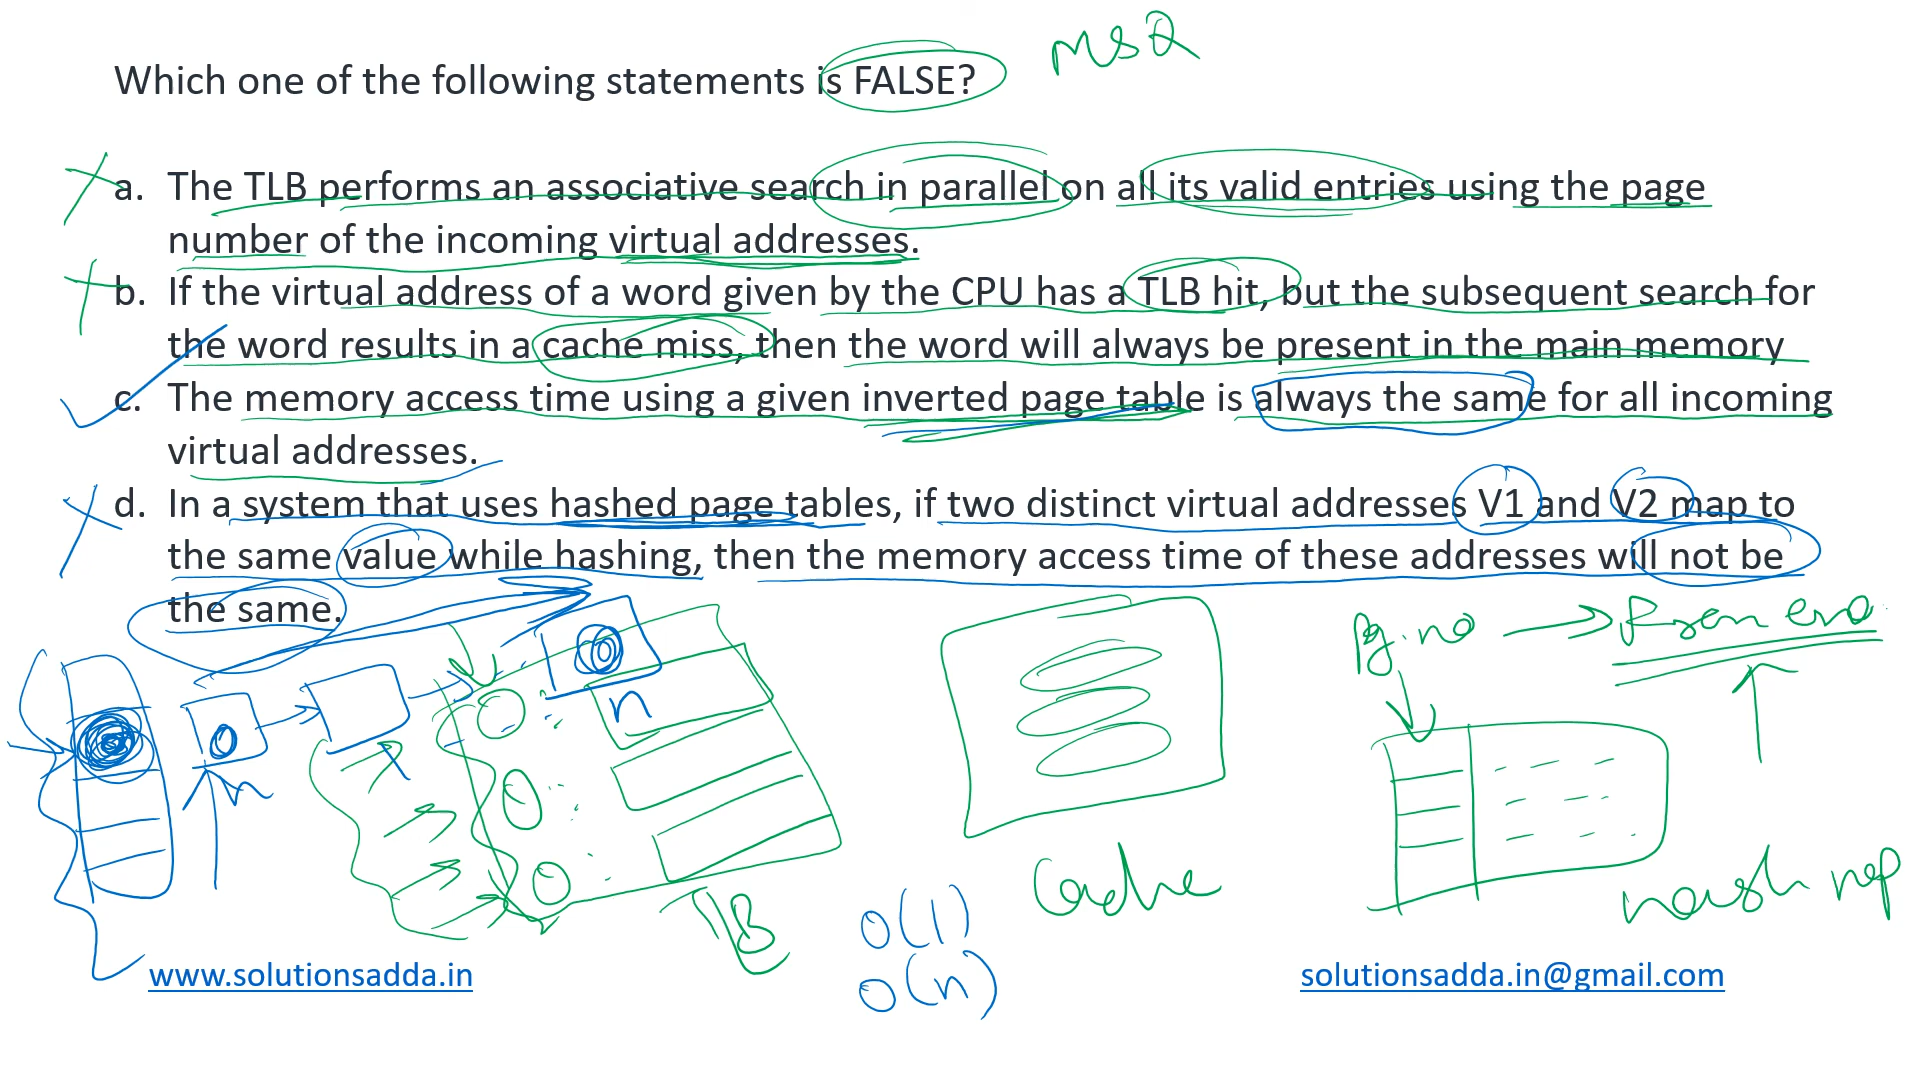 MSQ
Which one of the following statements is FALSE?
a. The TLB performs an associative search in parallel on all its valid entries using the page
number of the incoming virtual addresses.
b. If the virtual address of a word given by the CPU has a TLB hit, but the subsequent search for
the word results in a cache miss, then the word will always be present in the main memory
c. The memory access time using a given inverted page table is always the same for all incoming
virtual addresses.
d. In a system that uses hashed page tables, if two distinct virtual addresses V1 and V2 map to
the same value while hashing, then the memory access time of these addresses will not be
the same.
Pg.no
n
Cache
hash map
TLB
O(1)
O(n)
www.solutionsadda.in
solutionsadda.in@gmail.com